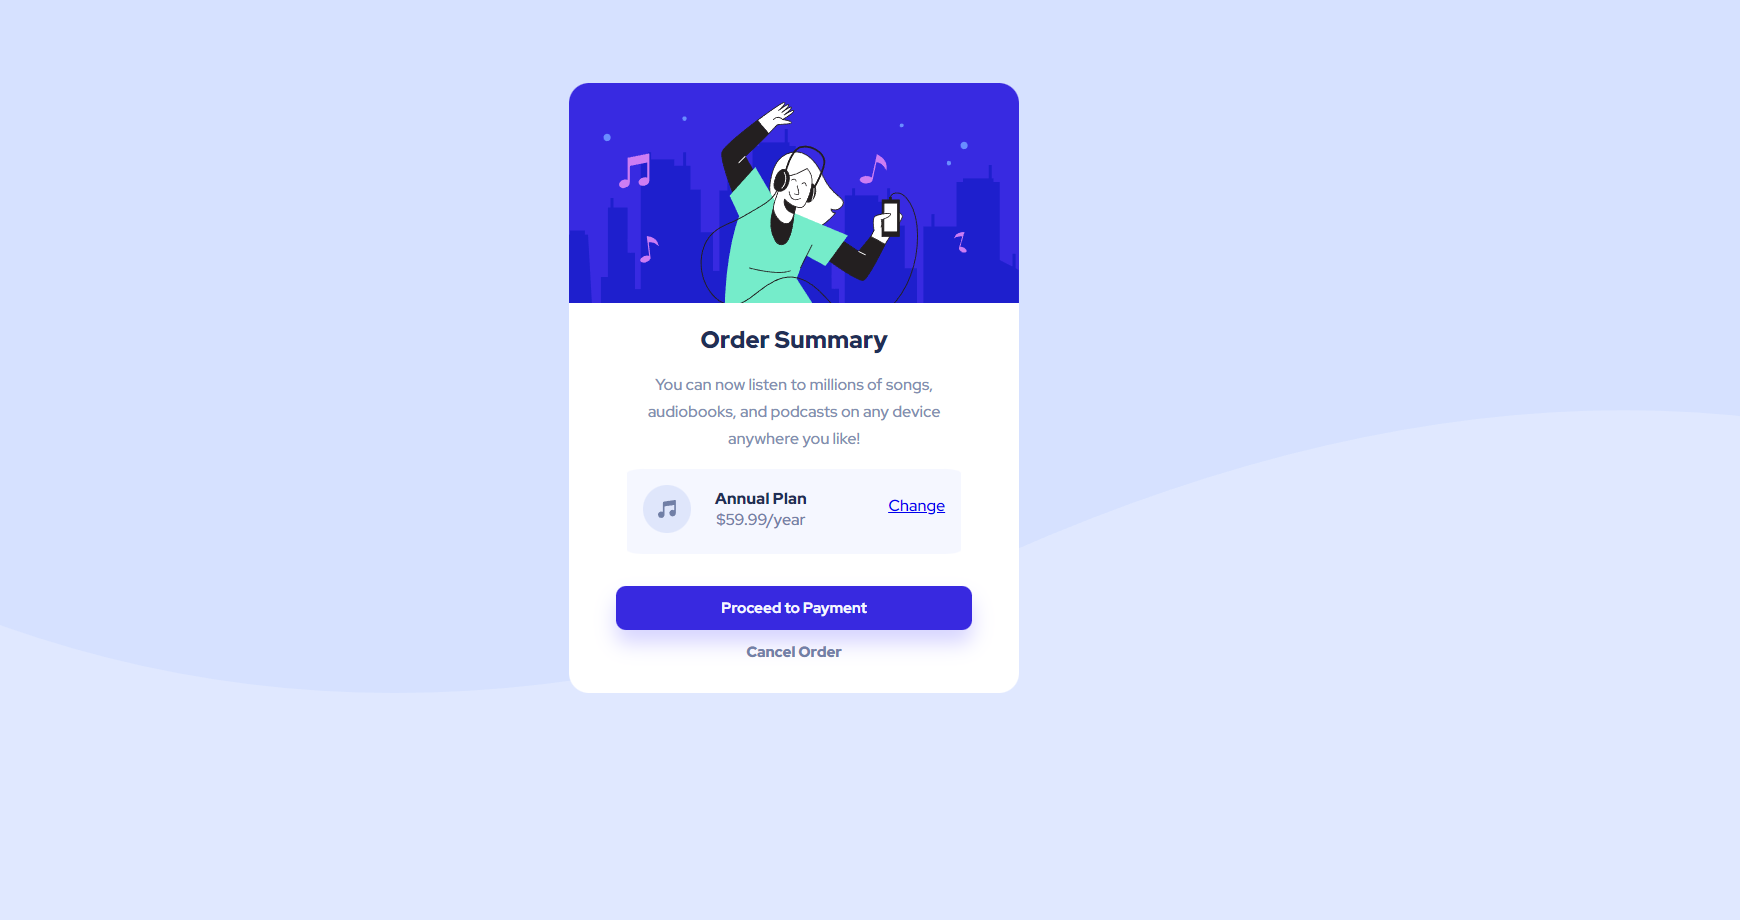 Order Summary
You can now listen to millions of songs,
audiobooks, and podcasts on any device
anywhere you like!
Annual Plan
$59.99/year
Change
Proceed to Payment
Cancel Order